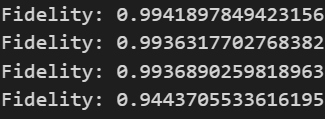 Fidelity: 0.9941897849423156
Fidelity: 0.9936317702768382
Fidelity: 0.9936890259818963
Fidelity: 0.9443705533616195